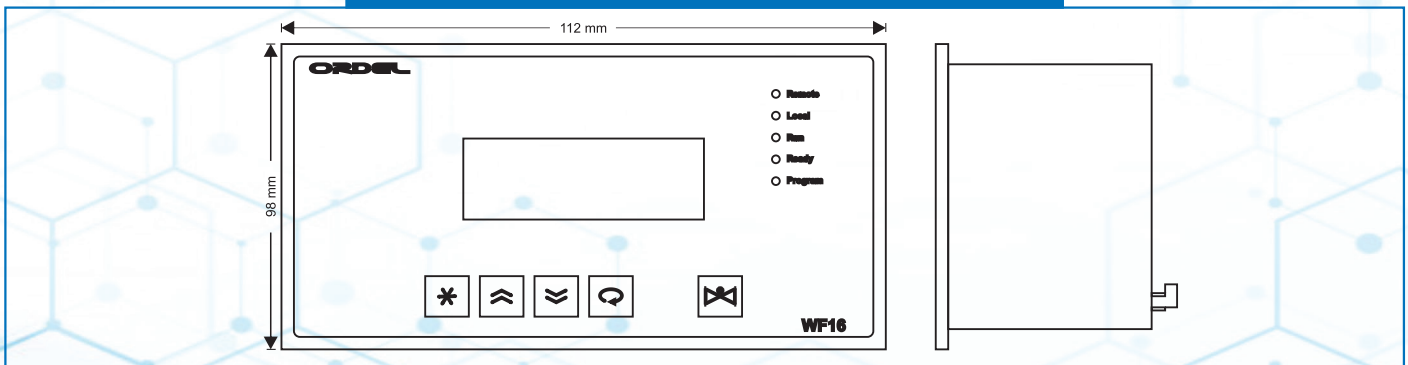 112 mm
ORDEL
98 mm
Remote
Local
Run
Ready
Program
WF16